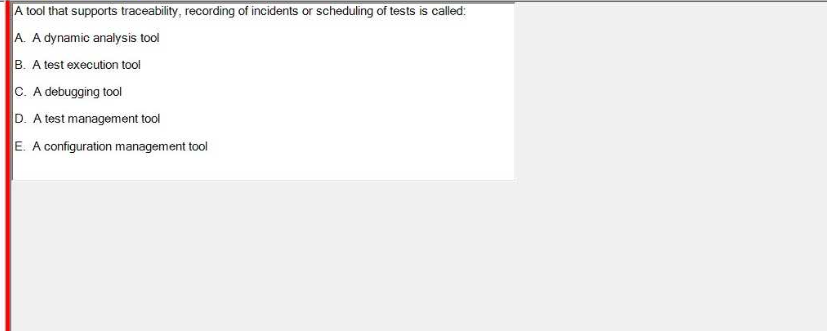 A tool that supports traceability, recording of incidents or scheduling of tests is called:
A. A dynamic analysis tool
B. A test execution tool
C. A debugging tool
D. A test management tool
E. A configuration management tool